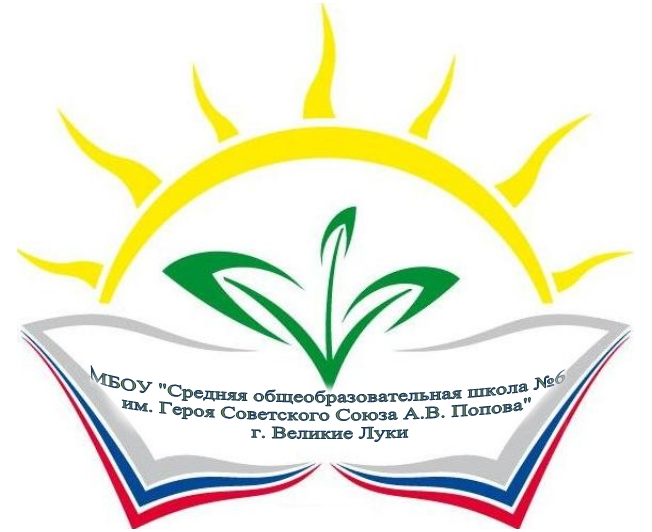 МБОУ "Средняя общеобразовательная школа №6
им. Героя Советского Союза А.В. Попова"
г. Великие Луки